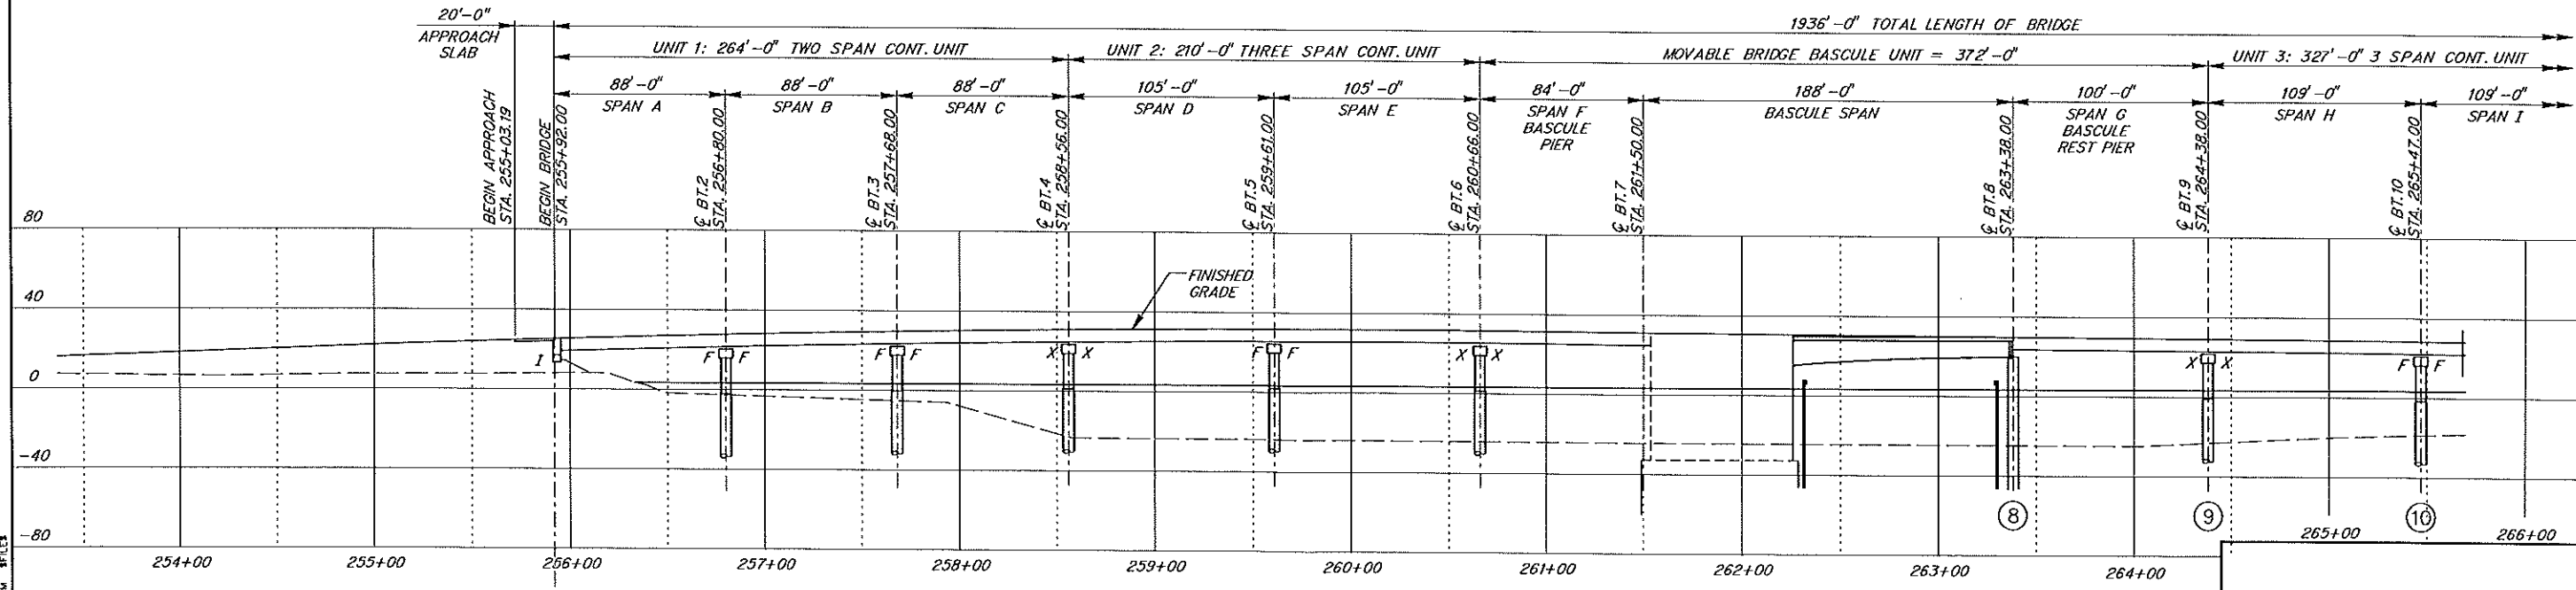 20'-0"
APPROACH
SLAB
1936'-0" TOTAL LENGTH OF BRIDGE
UNIT 1: 264'-0" TWO SPAN CONT. UNIT
UNIT 2: 210'-0" THREE SPAN CONT. UNIT
MOVABLE BRIDGE BASCULE UNIT = 372'-0"
UNIT 3: 327'-0" 3 SPAN CONT. UNIT
88'-0"
SPAN A
88'-0"
SPAN B
88'-0"
SPAN C
105'-0"
SPAN D
105'-0"
SPAN E
84'-0"
SPAN F
BASCULE
PIER
188'-0"
BASCULE SPAN
100'-0"
SPAN G
BASCULE
REST PIER
109'-0"
SPAN H
109'-0"
SPAN I
BEGIN APPROACH
STA. 255+03.19
BEGIN BRIDGE
STA. 255+92.00
℄ BT.2
STA. 256+80.00
℄ BT.3
STA. 257+68.00
℄ BT.4
STA. 258+56.00
℄ BT.5
STA. 259+61.00
℄ BT.6
STA. 260+66.00
℄ BT.7
STA. 261+50.00
℄ BT.8
STA. 263+38.00
℄ BT.9
STA. 264+38.00
℄ BT.10
STA. 265+47.00
80
40
0
-40
-80
FINISHED
GRADE
I
F F
F F
X X
F F
X X
X X
F F
8
9
10
254+00
255+00
256+00
257+00
258+00
259+00
260+00
261+00
262+00
263+00
264+00
265+00
266+00